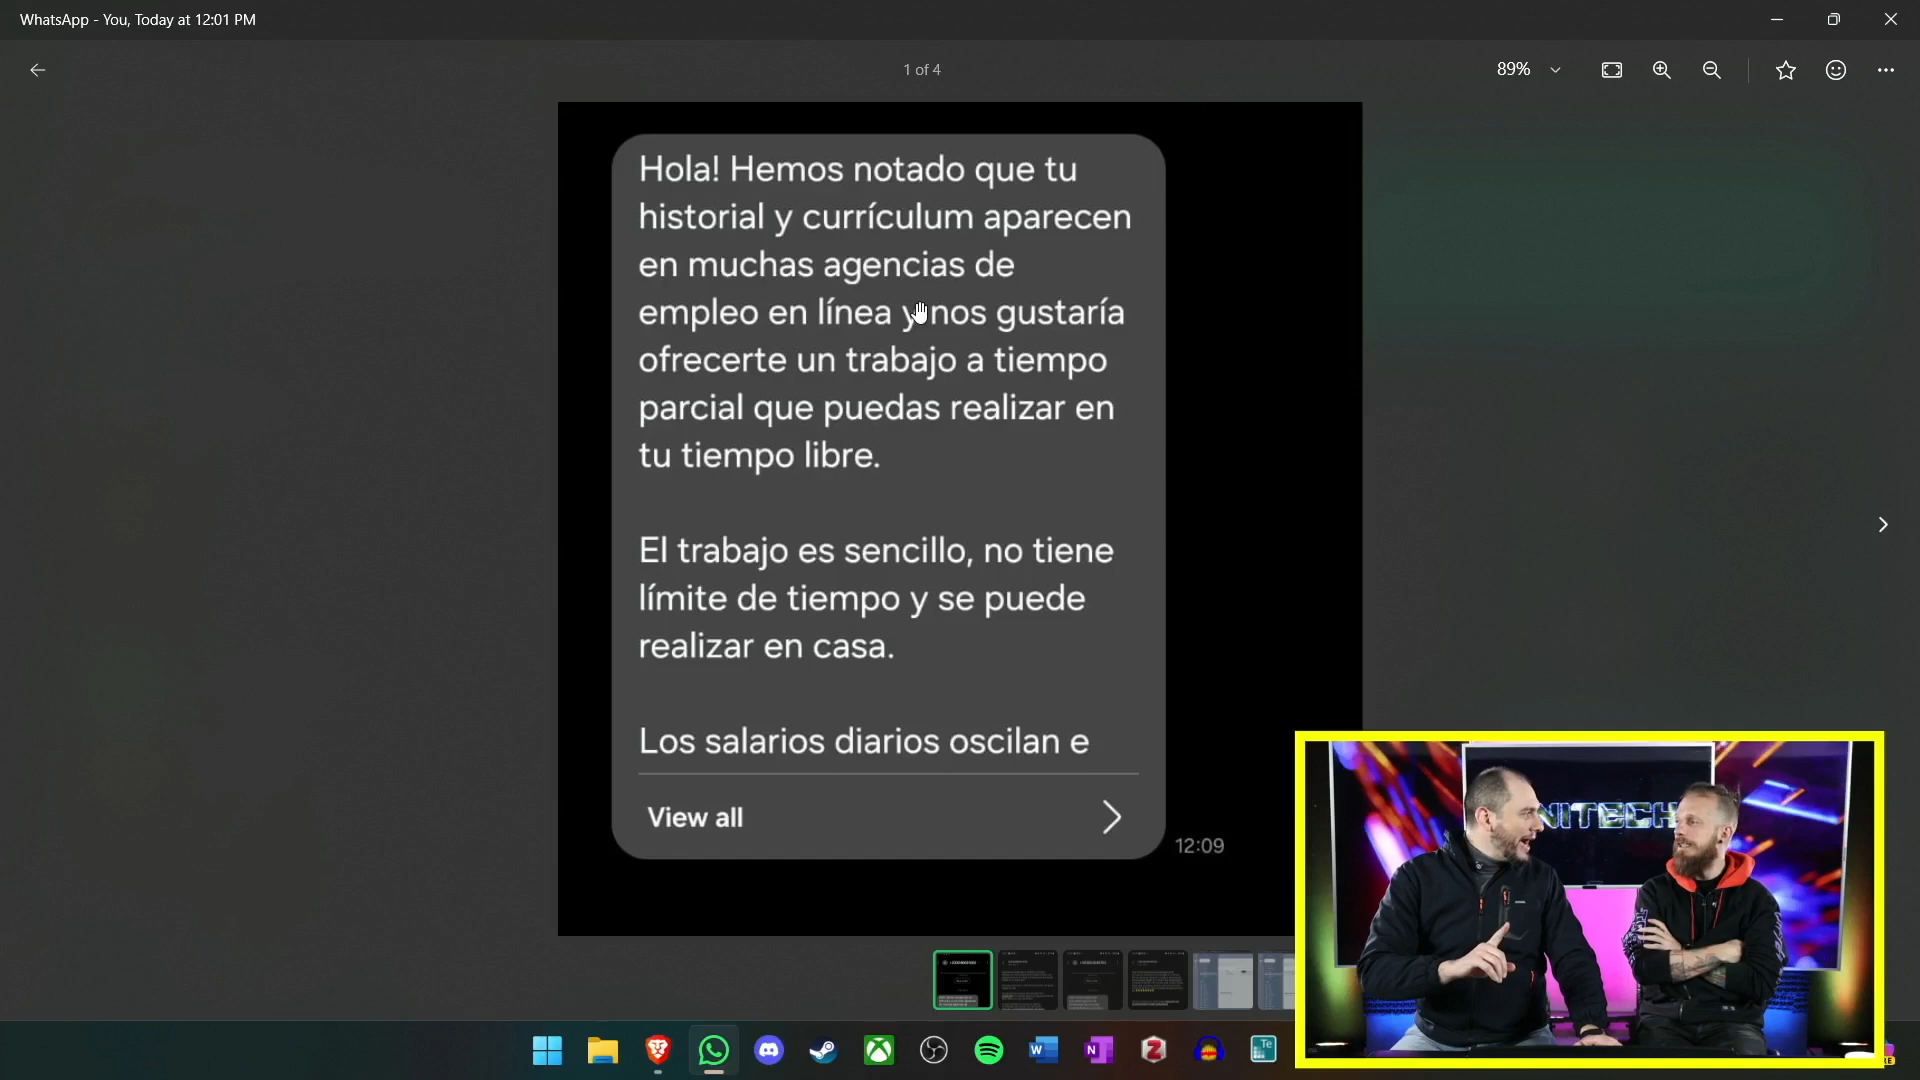 WhatsApp - You, Today at 12:01 PM
1 of 4
89%
Hola! Hemos notado que tu
historial y currículum aparecen
en muchas agencias de
empleo en línea y nos gustaría
ofrecerte un trabajo a tiempo
parcial que puedas realizar en
tu tiempo libre.
El trabajo es sencillo, no tiene
límite de tiempo y se puede
realizar en casa.
Los salarios diarios oscilan e
View all
12:09
NITECH
W
N
Z
Te